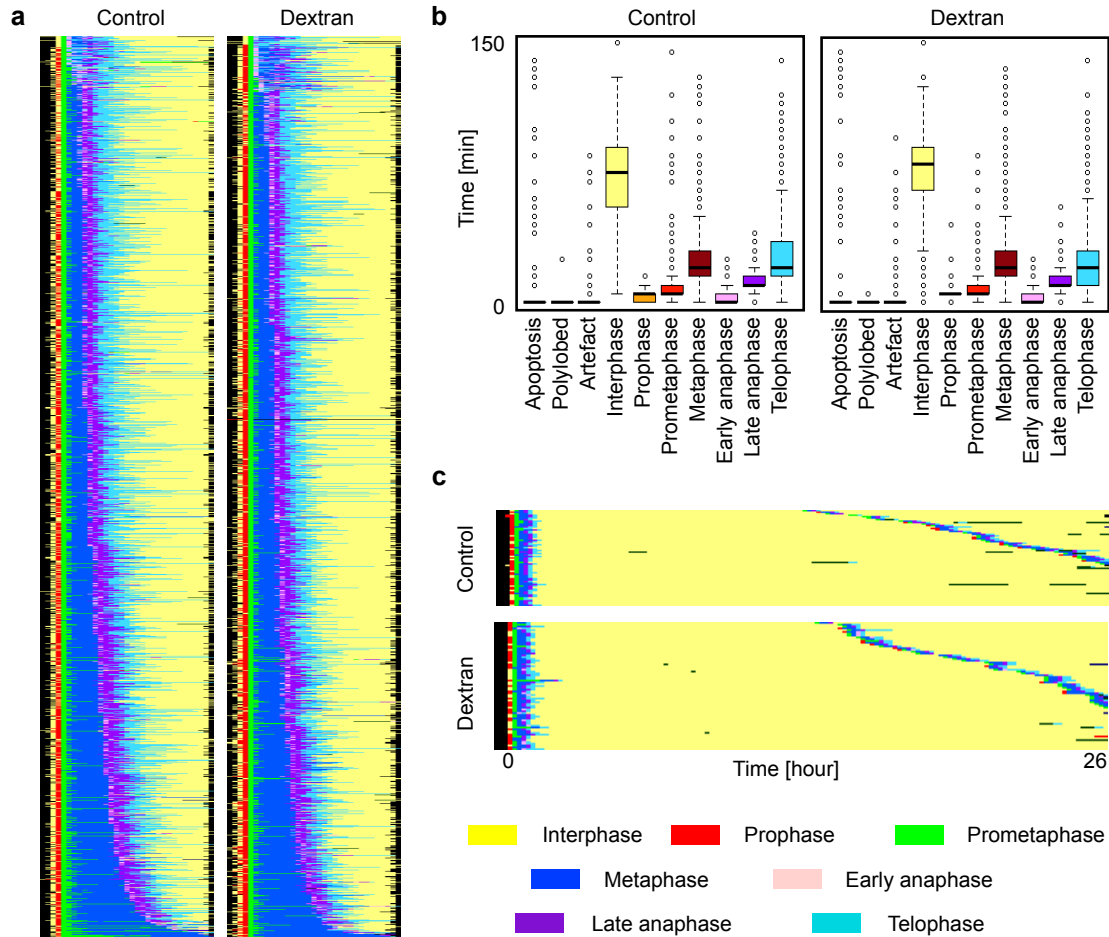 a
Control
Dextran
b
Control
Dextran
150
Time [min]
0
Apoptosis
Polylobed
Artefact
Interphase
Prophase
Prometaphase
Metaphase
Early anaphase
Late anaphase
Telophase
Apoptosis
Polylobed
Artefact
Interphase
Prophase
Prometaphase
Metaphase
Early anaphase
Late anaphase
Telophase
c
Control
Dextran
0
Time [hour]
26
Interphase
Prophase
Prometaphase
Metaphase
Early anaphase
Late anaphase
Telophase